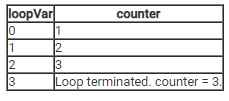 loopVar counter
0 1
1 2
2 3
3 Loop terminated. counter = 3.